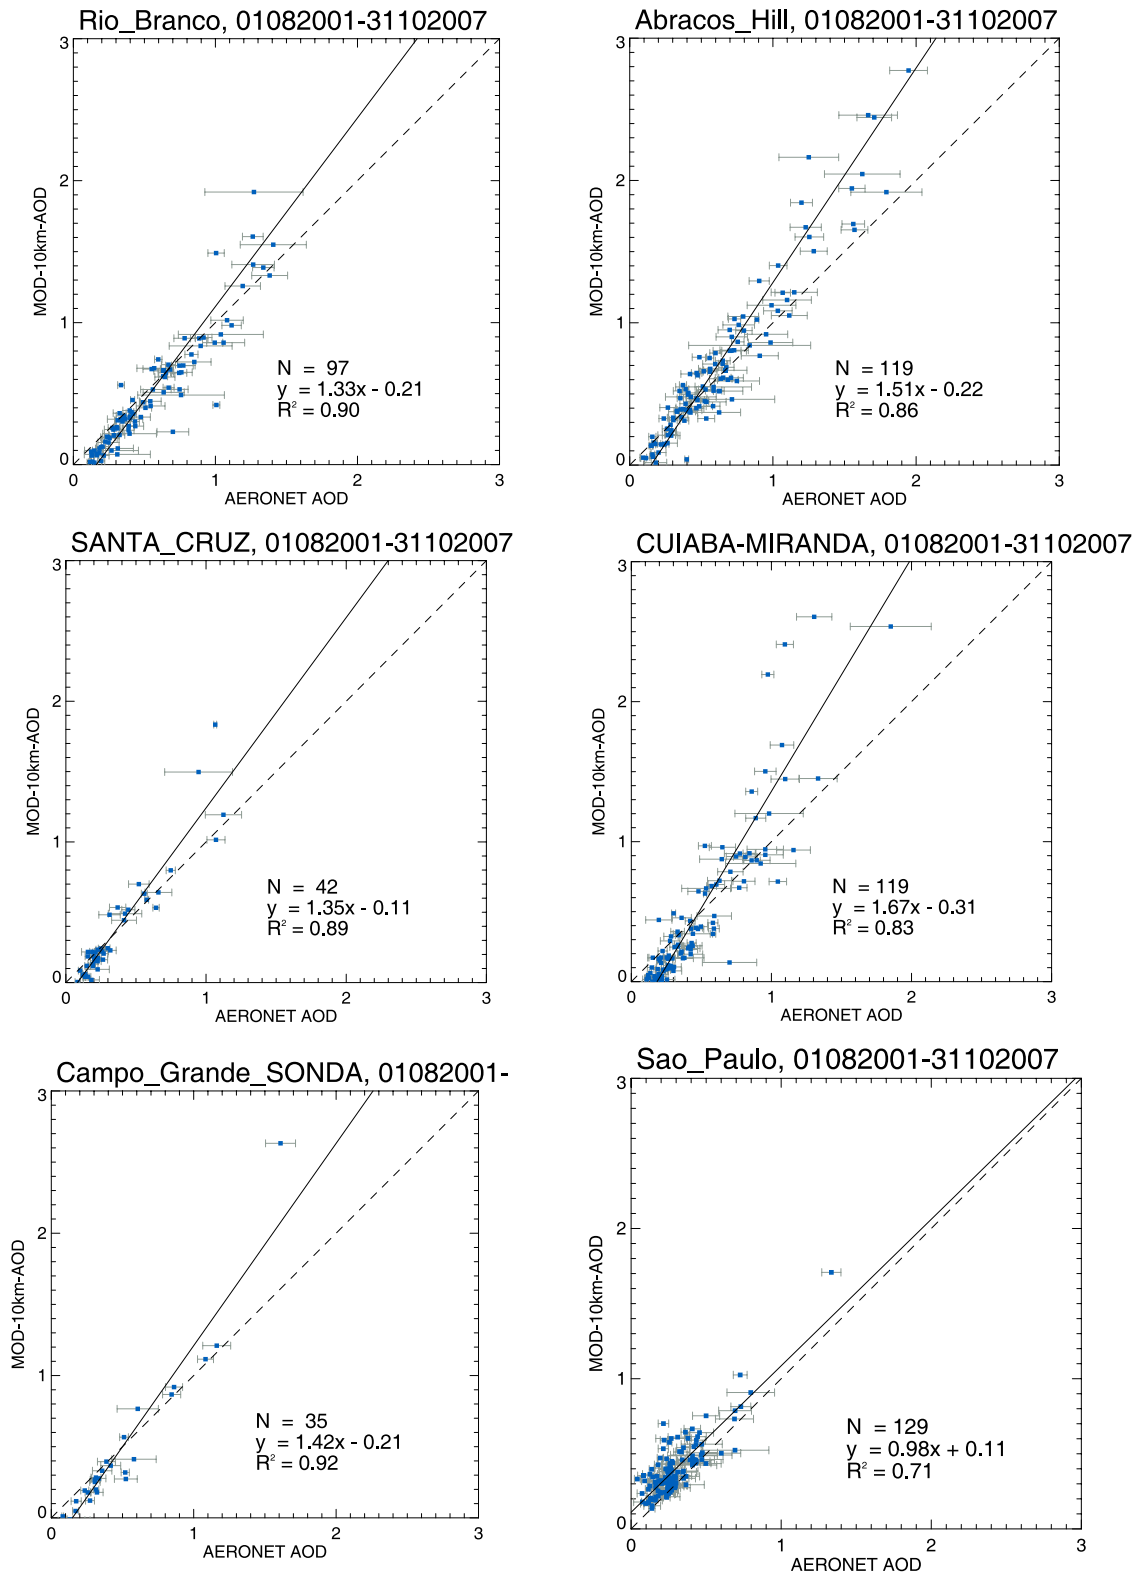 Rio_Branco, 01082001-31102007
3
2
1
0
MOD-10km-AOD
N = 97
y = 1.33x - 0.21
R² = 0.90
0 1 2 3
AERONET AOD
Abracos_Hill, 01082001-31102007
3
2
1
0
MOD-10km-AOD
N = 119
y = 1.51x - 0.22
R² = 0.86
0 1 2 3
AERONET AOD
SANTA_CRUZ, 01082001-31102007
3
2
1
0
MOD-10km-AOD
N = 42
y = 1.35x - 0.11
R² = 0.89
0 1 2 3
AERONET AOD
CUIABA-MIRANDA, 01082001-31102007
3
2
1
0
MOD-10km-AOD
N = 119
y = 1.67x - 0.31
R² = 0.83
0 1 2 3
AERONET AOD
Campo_Grande_SONDA, 01082001-
3
2
1
0
MOD-10km-AOD
N = 35
y = 1.42x - 0.21
R² = 0.92
0 1 2 3
AERONET AOD
Sao_Paulo, 01082001-31102007
3
2
1
0
MOD-10km-AOD
N = 129
y = 0.98x + 0.11
R² = 0.71
0 1 2 3
AERONET AOD